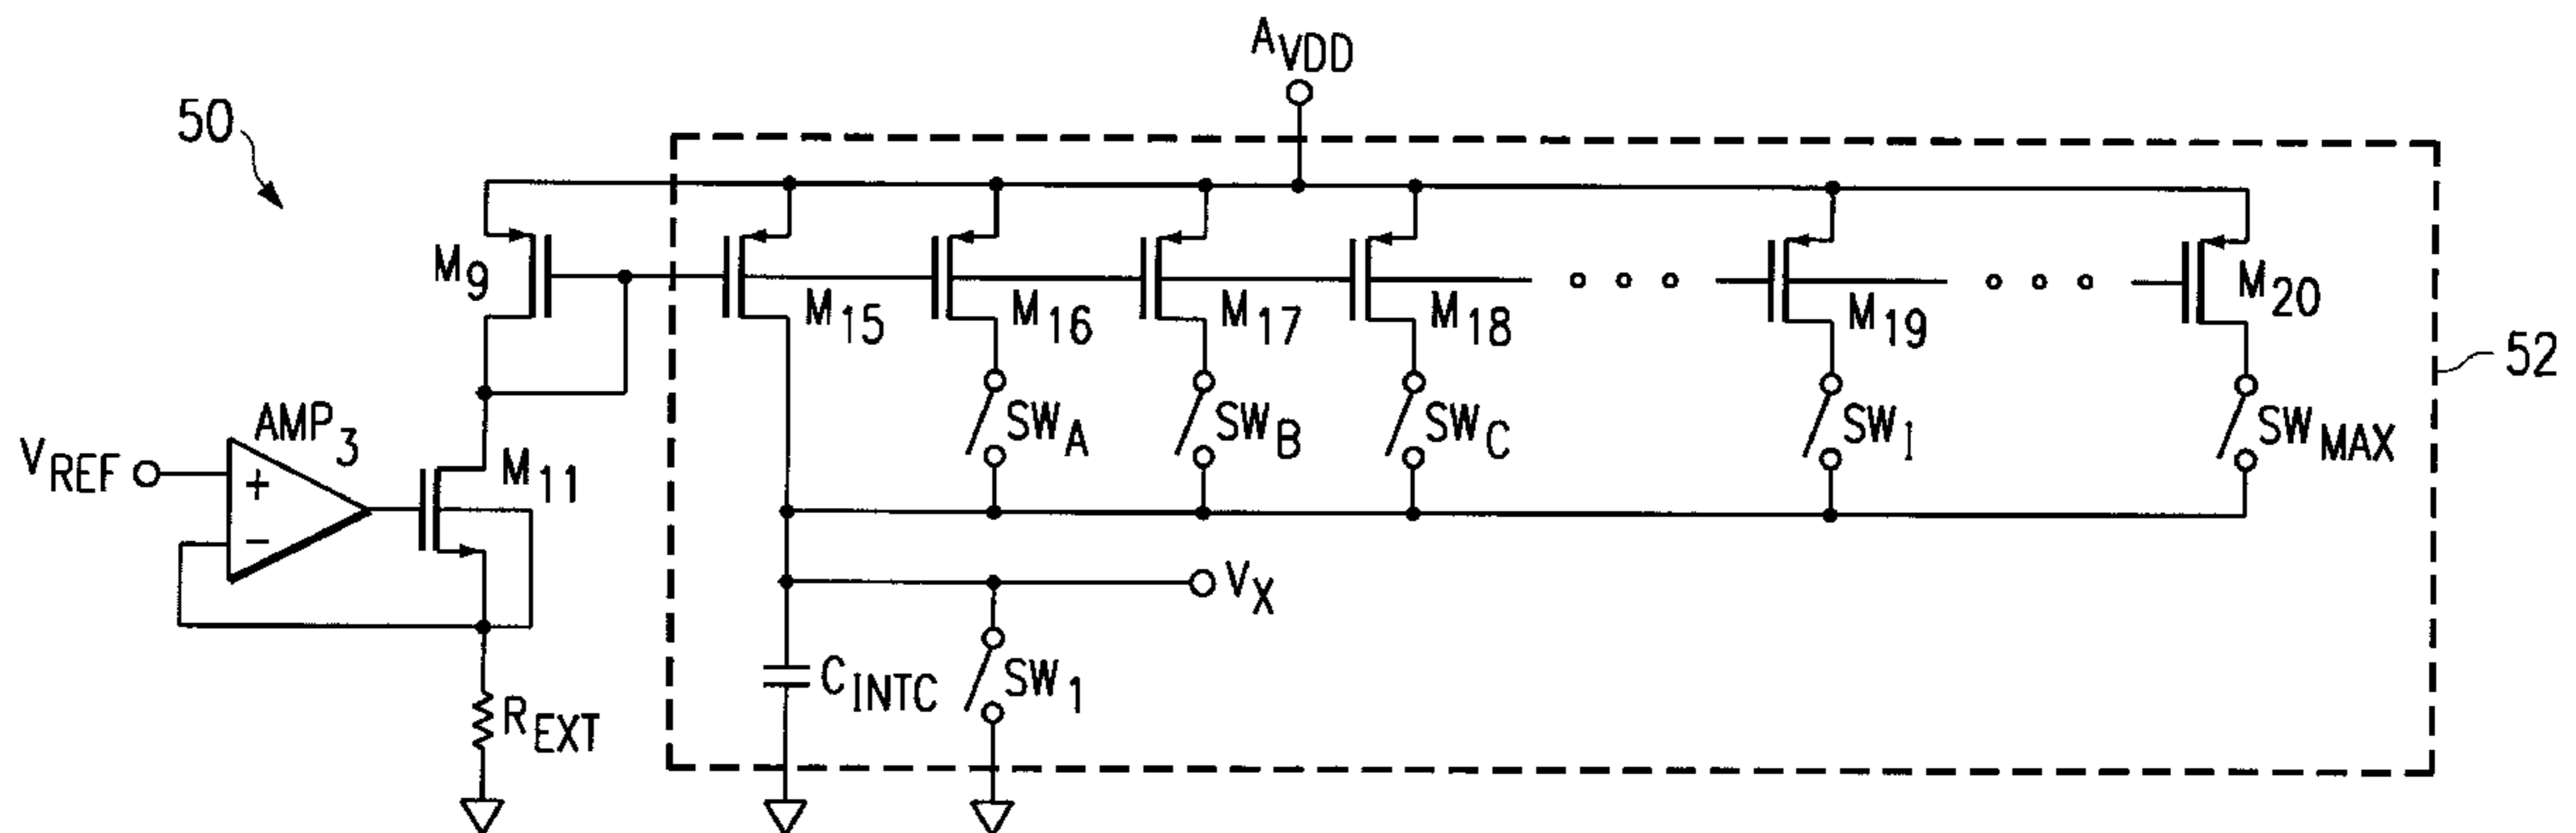 AVDD
50
M9
M15
M16
M17
M18
M19
M20
52
VREF
AMP3
+
−
M11
SWA
SWB
SWC
SWI
SWMAX
VX
CINTC
SW1
REXT